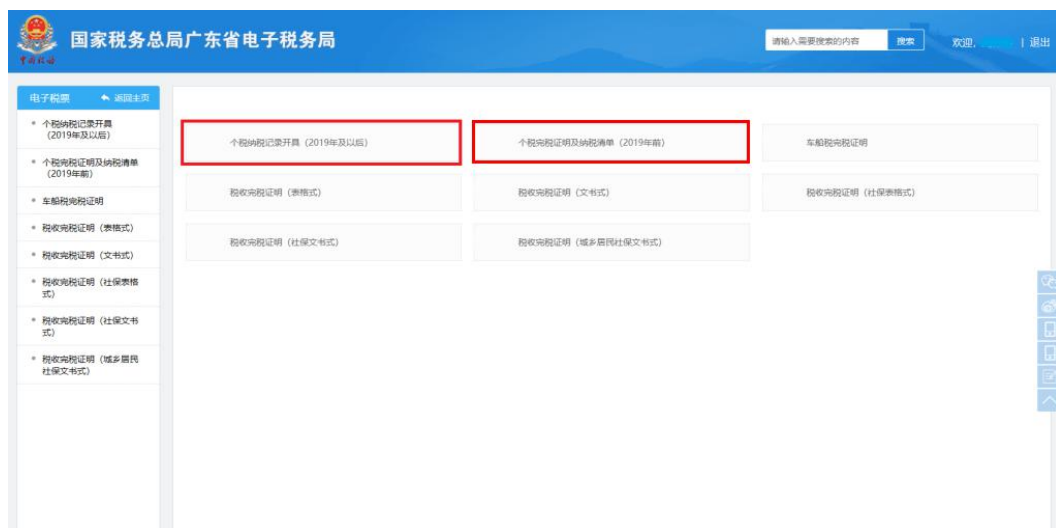 国家税务总局广东省电子税务局
中国税务
请输入需要搜索的内容
搜索
欢迎,
| 退出
电子税票
返回主页
个税纳税记录开具
(2019年及以后)
个税完税证明及纳税清单
(2019年前)
车船税完税证明
税收完税证明(表格式)
税收完税证明(文书式)
税收完税证明(社保表格
式)
税收完税证明(社保文书
式)
税收完税证明(城乡居民
社保文书式)
个税纳税记录开具(2019年及以后)
个税完税证明及纳税清单(2019年前)
车船税完税证明
税收完税证明(表格式)
税收完税证明(文书式)
税收完税证明(社保表格式)
税收完税证明(社保文书式)
税收完税证明(城乡居民社保文书式)